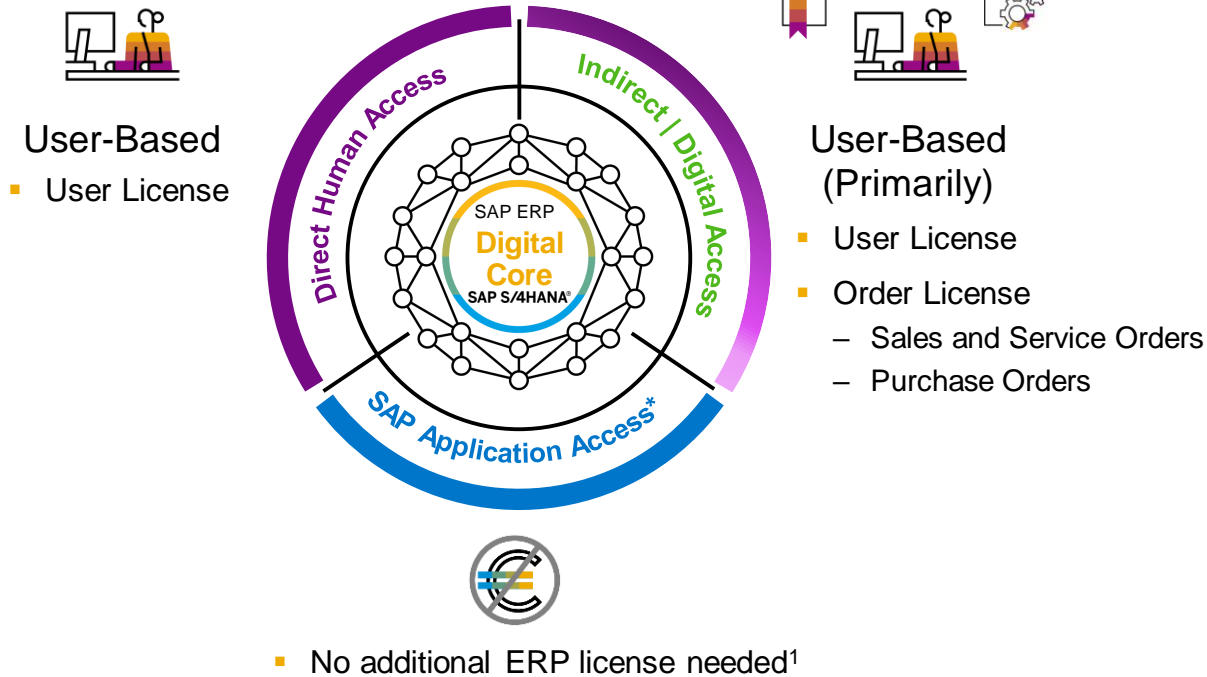 User-Based
▪ User License
Direct Human Access
Indirect | Digital Access
SAP Application Access*
SAP ERP
Digital
Core
SAP S/4HANA®
User-Based
(Primarily)
▪ User License
▪ Order License
– Sales and Service Orders
– Purchase Orders
▪ No additional ERP license needed¹